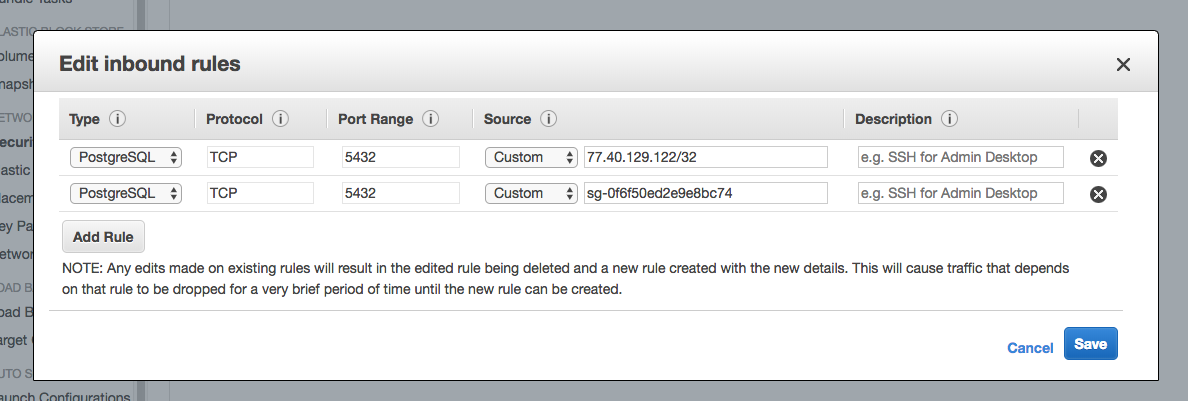 undle Tasks
LASTIC BLOCK STORE
olume
napsh
ETWO
ecuri
lastic
lacem
ey Pa
etwor
OAD B
oad B
arget
UTO S
aunch Configurations
Edit inbound rules
Type Protocol Port Range Source Description
PostgreSQL TCP 5432 Custom 77.40.129.122/32 e.g. SSH for Admin Desktop
PostgreSQL TCP 5432 Custom sg-0f6f50ed2e9e8bc74 e.g. SSH for Admin Desktop
Add Rule
NOTE: Any edits made on existing rules will result in the edited rule being deleted and a new rule created with the new details. This will cause traffic that depends
on that rule to be dropped for a very brief period of time until the new rule can be created.
Cancel Save